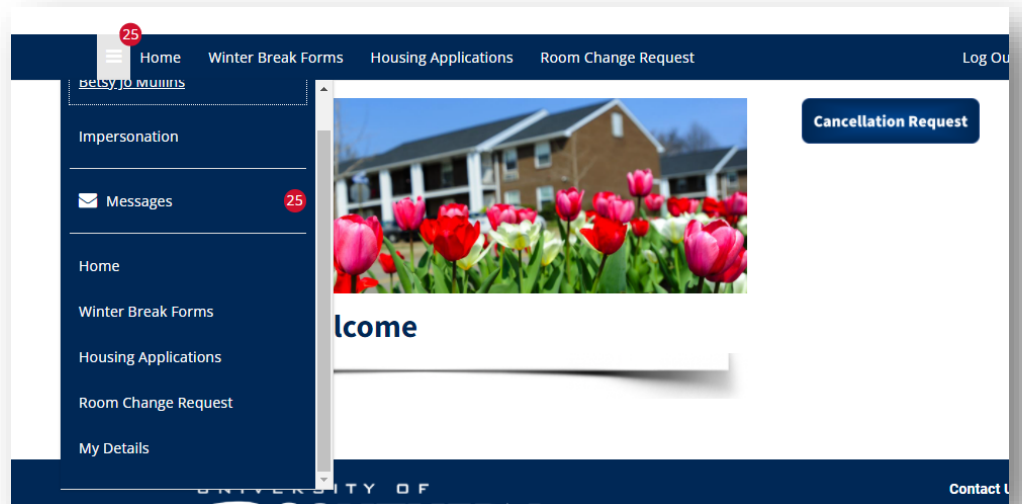 25
Home Winter Break Forms Housing Applications Room Change Request Log Ou
Betsy Jo Mullins
Cancellation Request
Impersonation
Messages 25
Home
Winter Break Forms
lcome
Housing Applications
Room Change Request
My Details
UNIVERSITY OF
Contact U